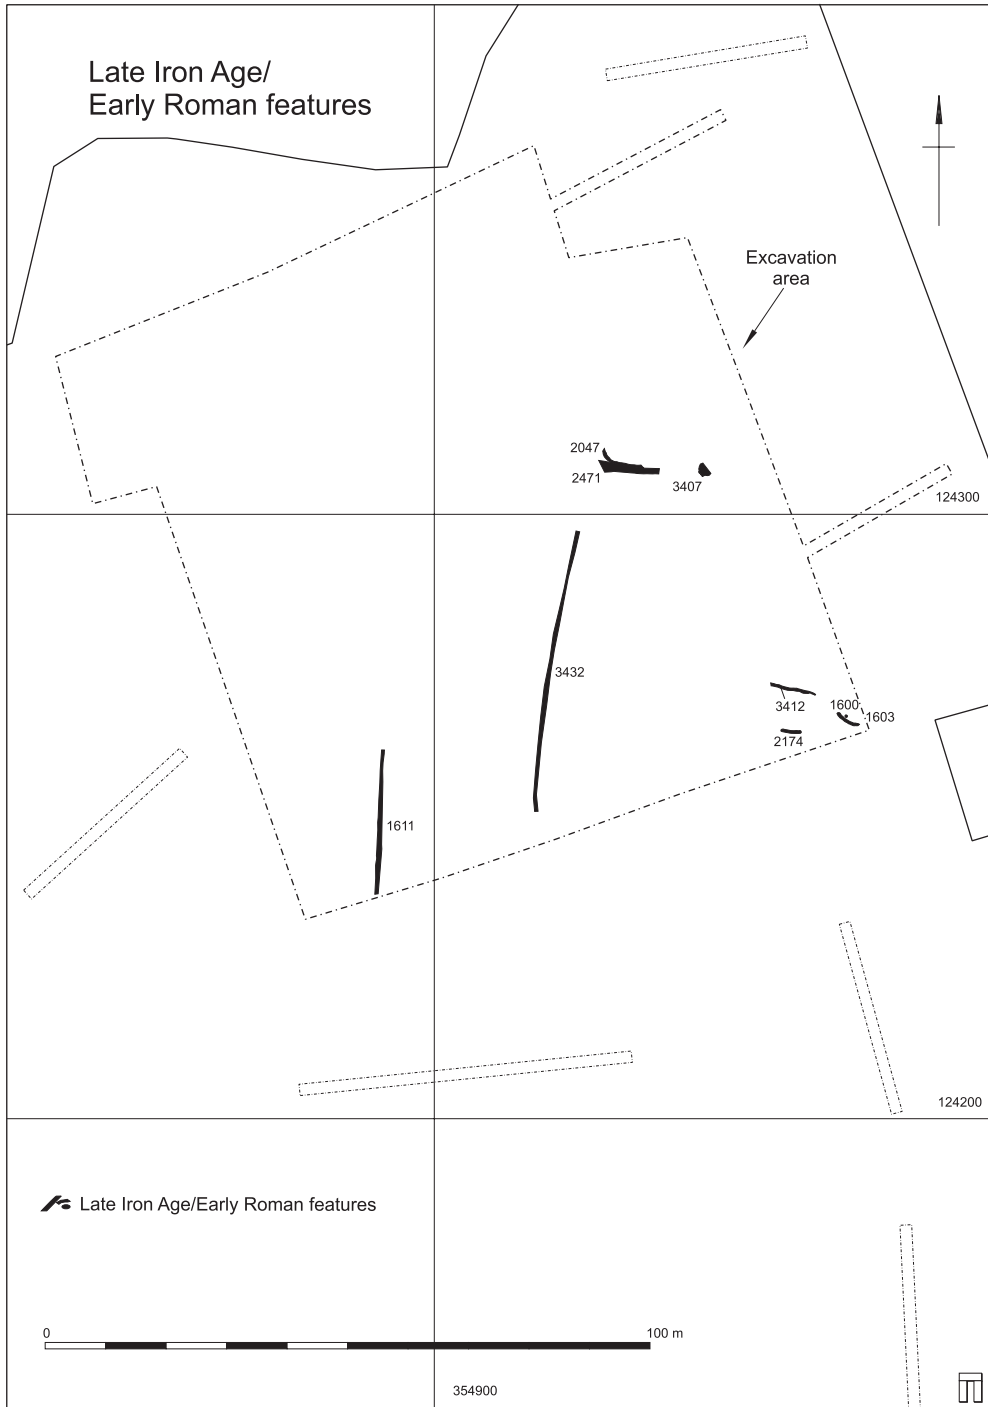 Late Iron Age/
Early Roman features
Excavation
area
2047
2471
3407
124300
3432
3412
1600
1603
2174
1611
124200
Late Iron Age/Early Roman features
0
100 m
354900